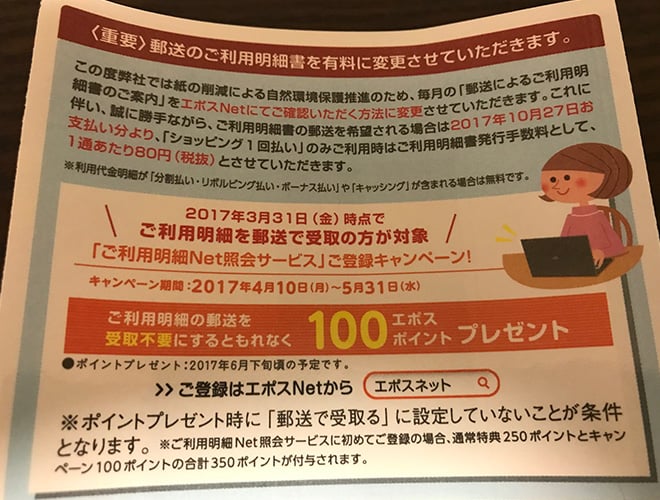 〈重要〉郵送のご利用明細書を有料に変更させていただきます。
この度弊社では紙の削減による自然環境保護推進のため、毎月の「郵送によるご利用明
細書のご案内」をエポスNetにてご確認いただく方法に変更させていただきます。これに
伴い、誠に勝手ながら、ご利用明細書の郵送を希望される場合は2017年10月27日お
支払い分より、「ショッピング1回払い」のみご利用時はご利用明細書発行手数料として、
1通あたり80円(税抜)とさせていただきます。
※利用代金明細が「分割払い・リボルビング払い・ボーナス払い」や「キャッシング」が含まれる場合は無料です。
2017年3月31日(金)時点で
ご利用明細を郵送で受取の方が対象
「ご利用明細Net照会サービス」ご登録キャンペーン!
キャンペーン期間:2017年4月10日(月)~5月31日(水)
ご利用明細の郵送を
受取不要にするともれなく
100 エポスポイント プレゼント
●ポイントプレゼント:2017年6月下旬頃の予定です。
>> ご登録はエポスNetから エポスネット
※ポイントプレゼント時に「郵送で受取る」に設定していないことが条件
となります。 ※ご利用明細Net照会サービスに初めてご登録の場合、通常特典250ポイントとキャン
ペーン100ポイントの合計350ポイントが付与されます。